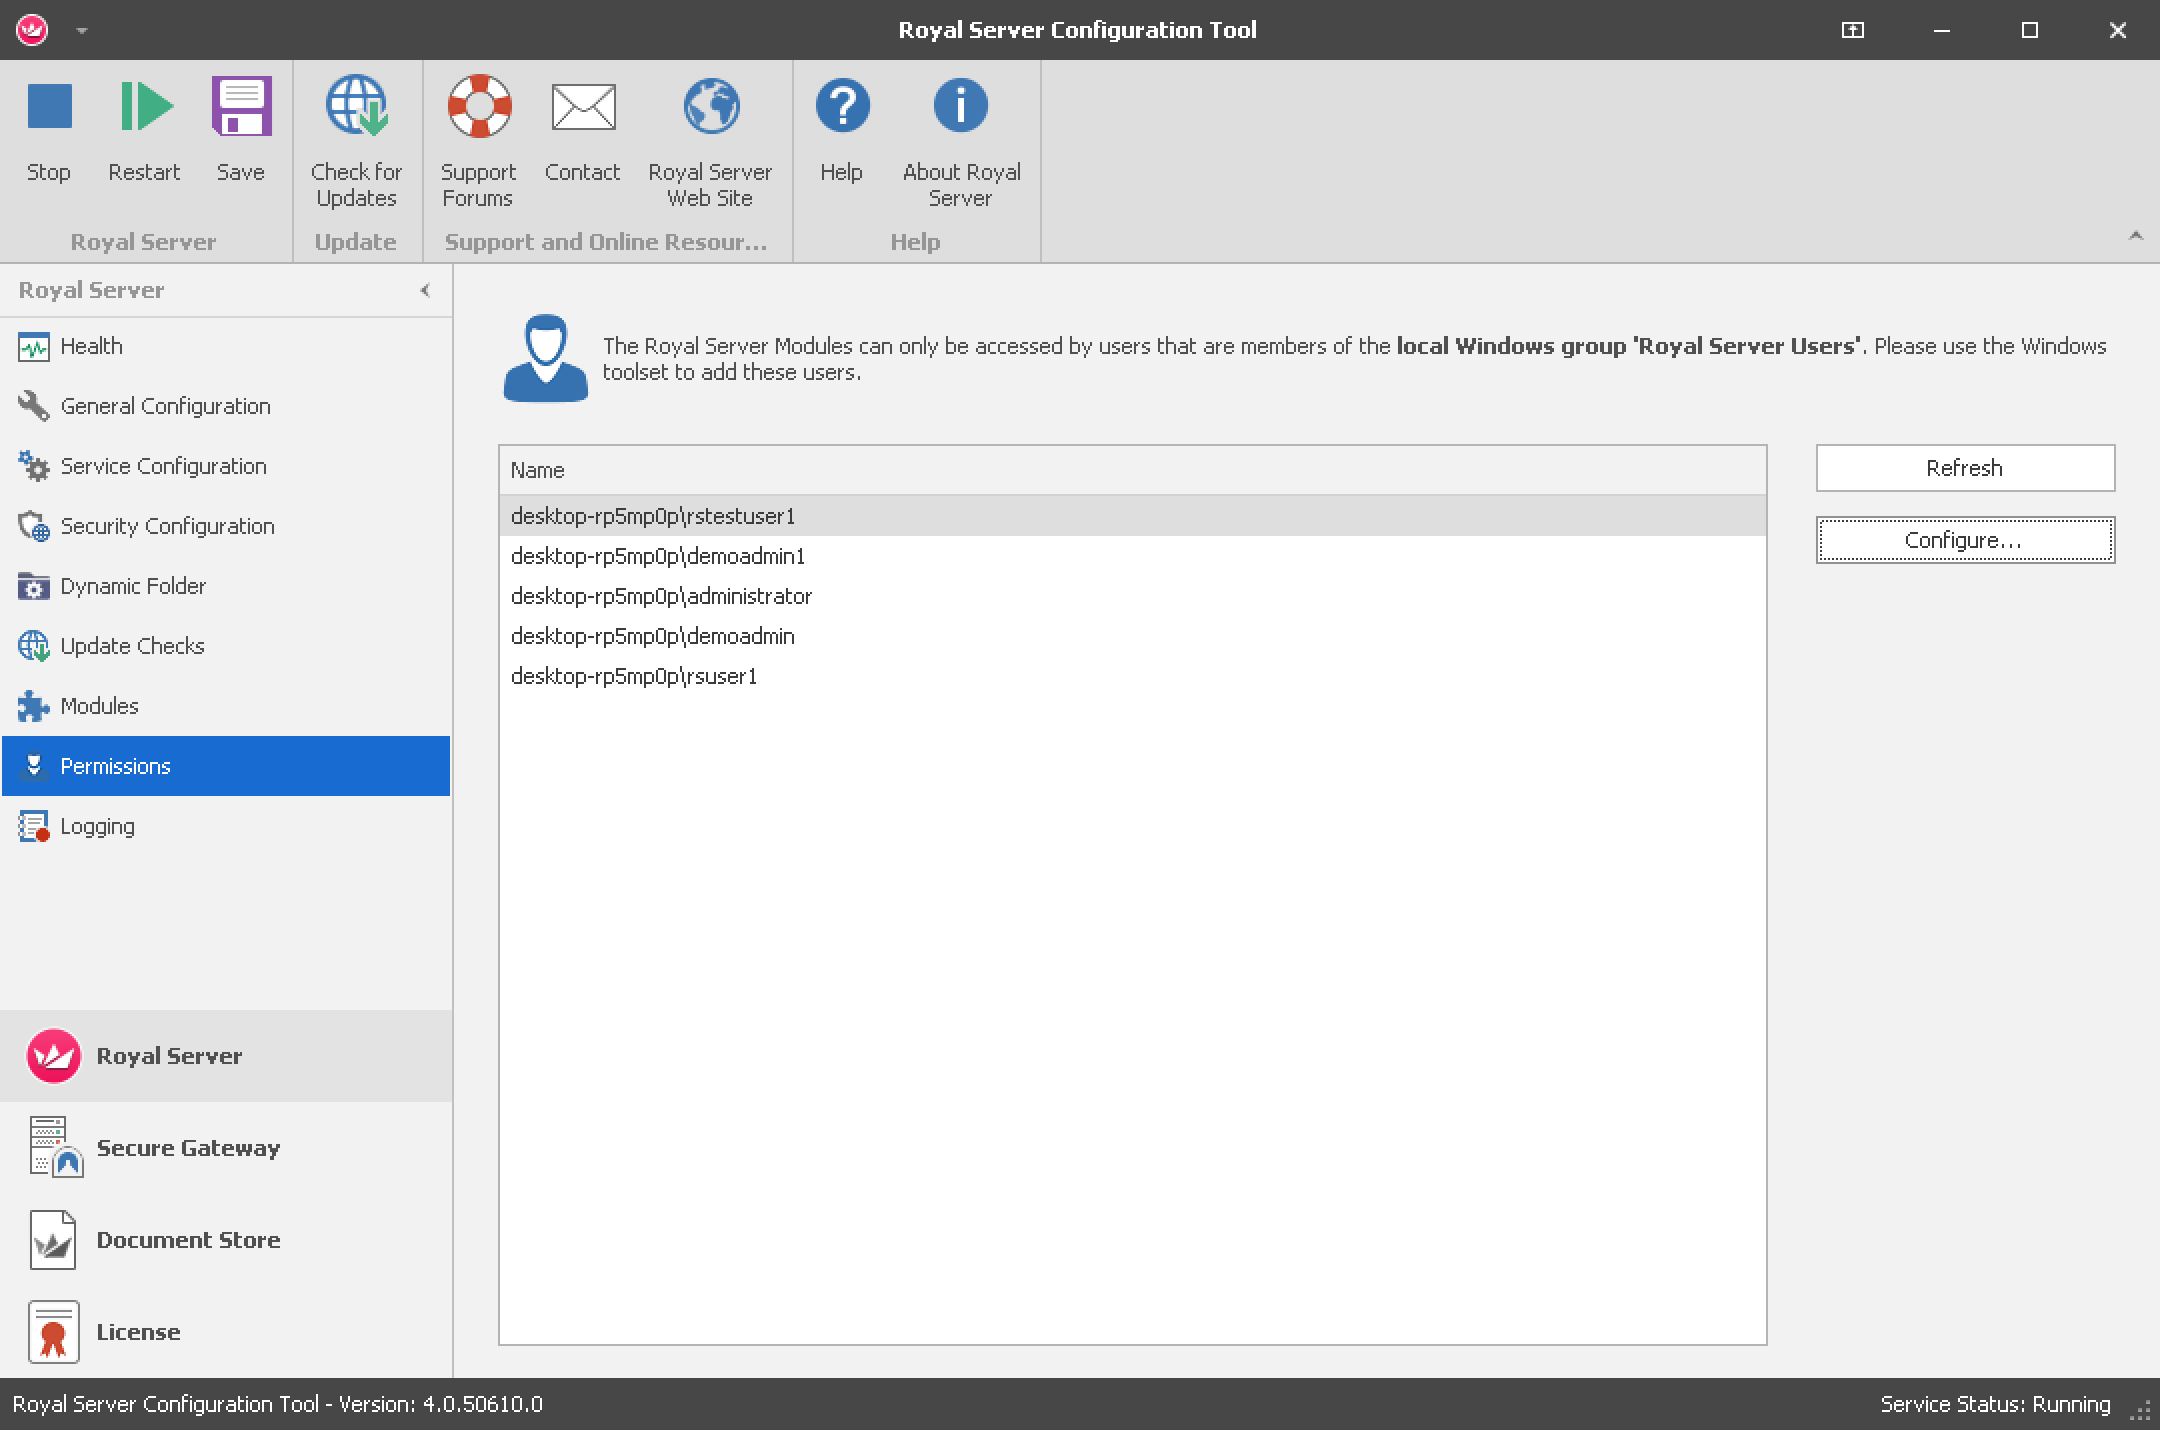 Royal Server Configuration Tool
Stop
Restart
Save
Check for
Updates
Support
Forums
Contact
Royal Server
Web Site
Help
About Royal
Server
Royal Server
Update
Support and Online Resour...
Help
Royal Server
Health
General Configuration
Service Configuration
Security Configuration
Dynamic Folder
Update Checks
Modules
Permissions
Logging
Royal Server
Secure Gateway
Document Store
License
The Royal Server Modules can only be accessed by users that are members of the local Windows group 'Royal Server Users'. Please use the Windows
toolset to add these users.
Name
desktop-rp5mp0p\rstestuser1
desktop-rp5mp0p\demoadmin1
desktop-rp5mp0p\administrator
desktop-rp5mp0p\demoadmin
desktop-rp5mp0p\rsuser1
Refresh
Configure...
Royal Server Configuration Tool - Version: 4.0.50610.0
Service Status: Running